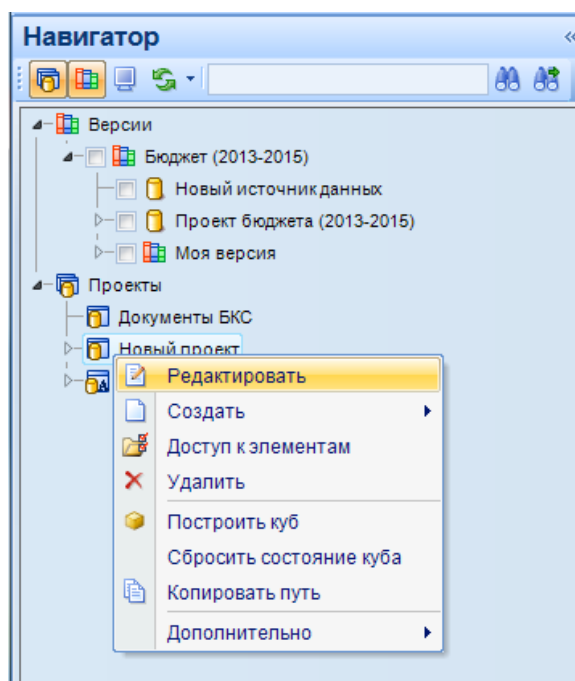 Навигатор
Версии
Бюджет (2013-2015)
Новый источник данных
Проект бюджета (2013-2015)
Моя версия
Проекты
Документы БКС
Новый проект
Редактировать
Создать
Доступ к элементам
Удалить
Построить куб
Сбросить состояние куба
Копировать путь
Дополнительно